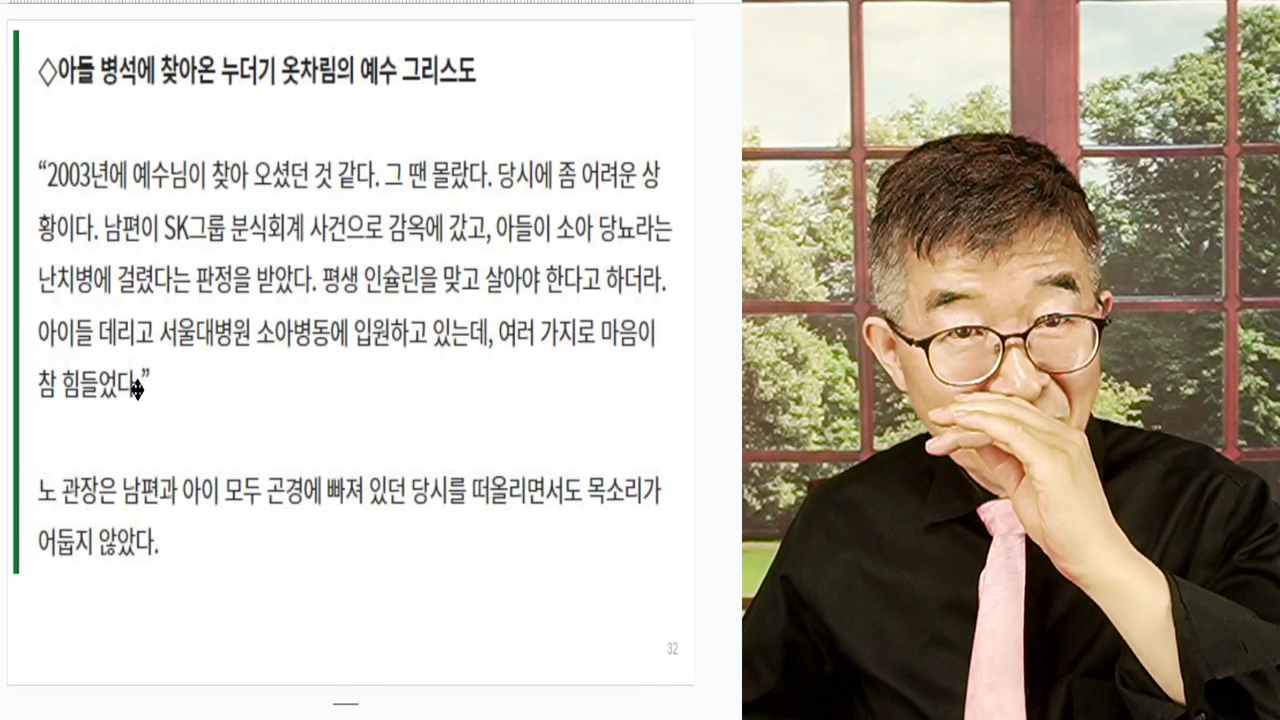 ◇아들 병석에 찾아온 누더기 옷차림의 예수 그리스도
“2003년에 예수님이 찾아 오셨던 것 같다. 그 땐 몰랐다. 당시에 좀 어려운 상
황이다. 남편이 SK그룹 분식회계 사건으로 감옥에 갔고, 아들이 소아 당뇨라는
난치병에 걸렸다는 판정을 받았다. 평생 인슐린을 맞고 살아야 한다고 하더라.
아이들 데리고 서울대병원 소아병동에 입원하고 있는데, 여러 가지로 마음이
참 힘들었다.”
노 관장은 남편과 아이 모두 곤경에 빠져 있던 당시를 떠올리면서도 목소리가
어둡지 않았다.
32